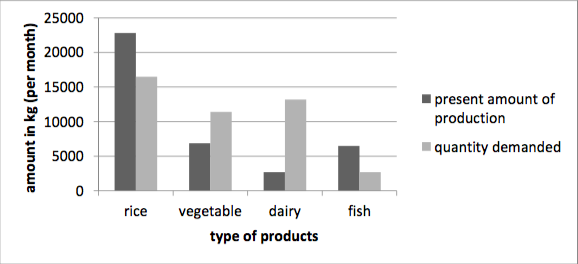 25000
20000
15000
10000
5000
0
amount in kg (per month)
rice vegetable dairy fish
type of products
present amount of
production
quantity demanded